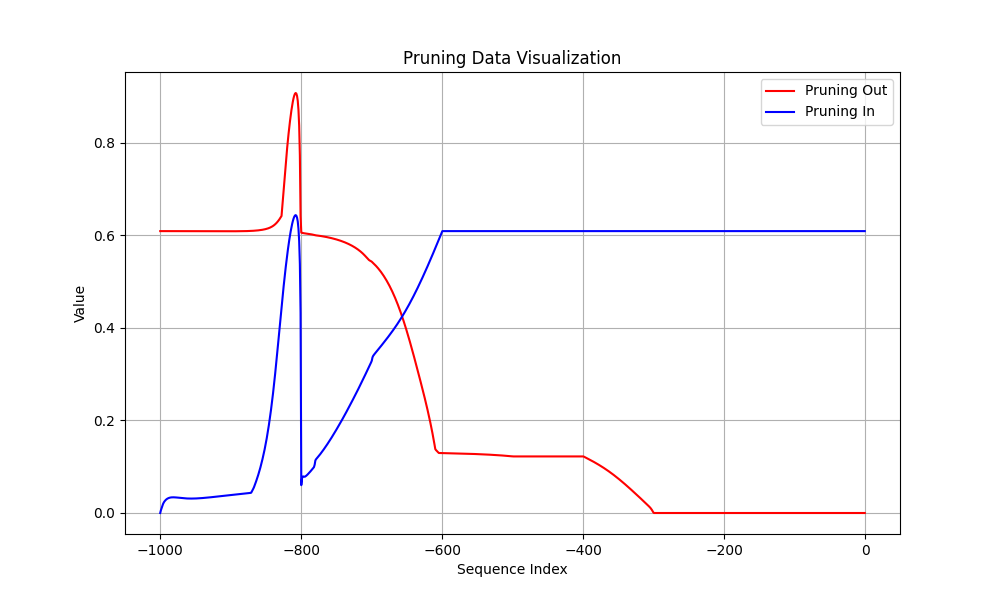 Pruning Data Visualization
Pruning Out
Pruning In
Value
0.8
0.6
0.4
0.2
0.0
−1000
−800
−600
−400
−200
0
Sequence Index